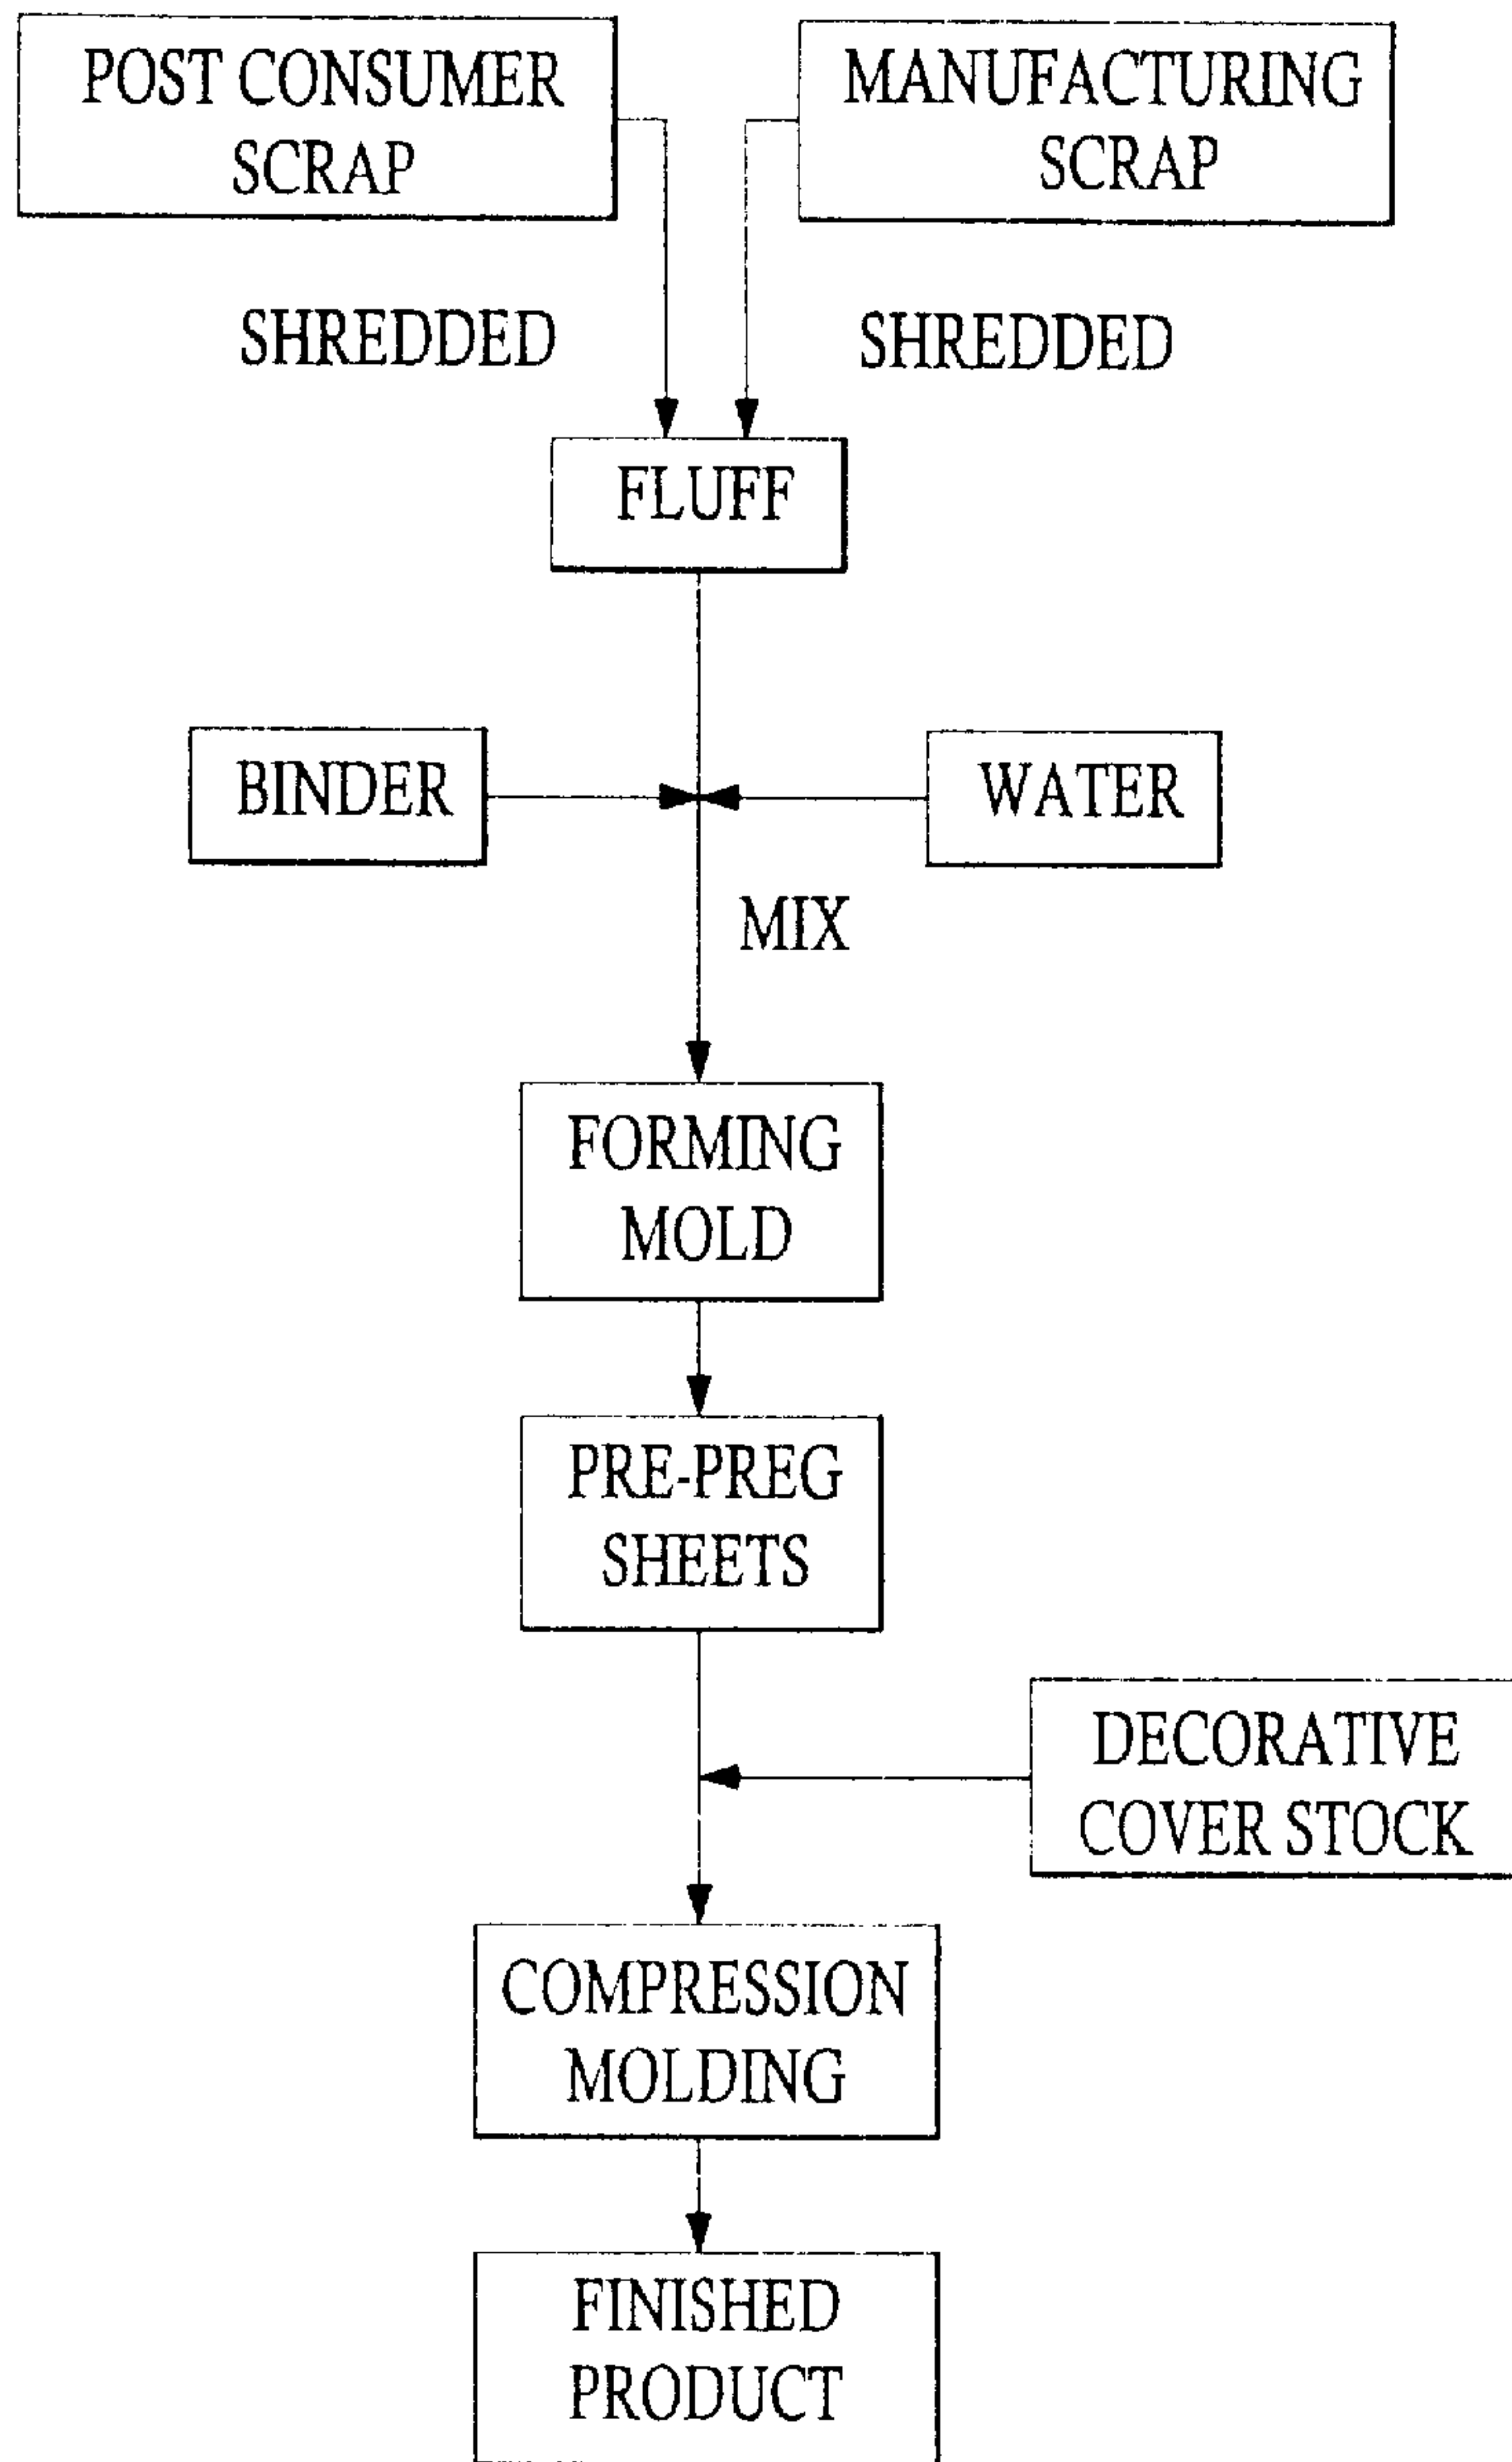 POST CONSUMER
SCRAP
MANUFACTURING
SCRAP
SHREDDED
SHREDDED
FLUFF
BINDER
WATER
MIX
FORMING
MOLD
PRE-PREG
SHEETS
DECORATIVE
COVER STOCK
COMPRESSION
MOLDING
FINISHED
PRODUCT